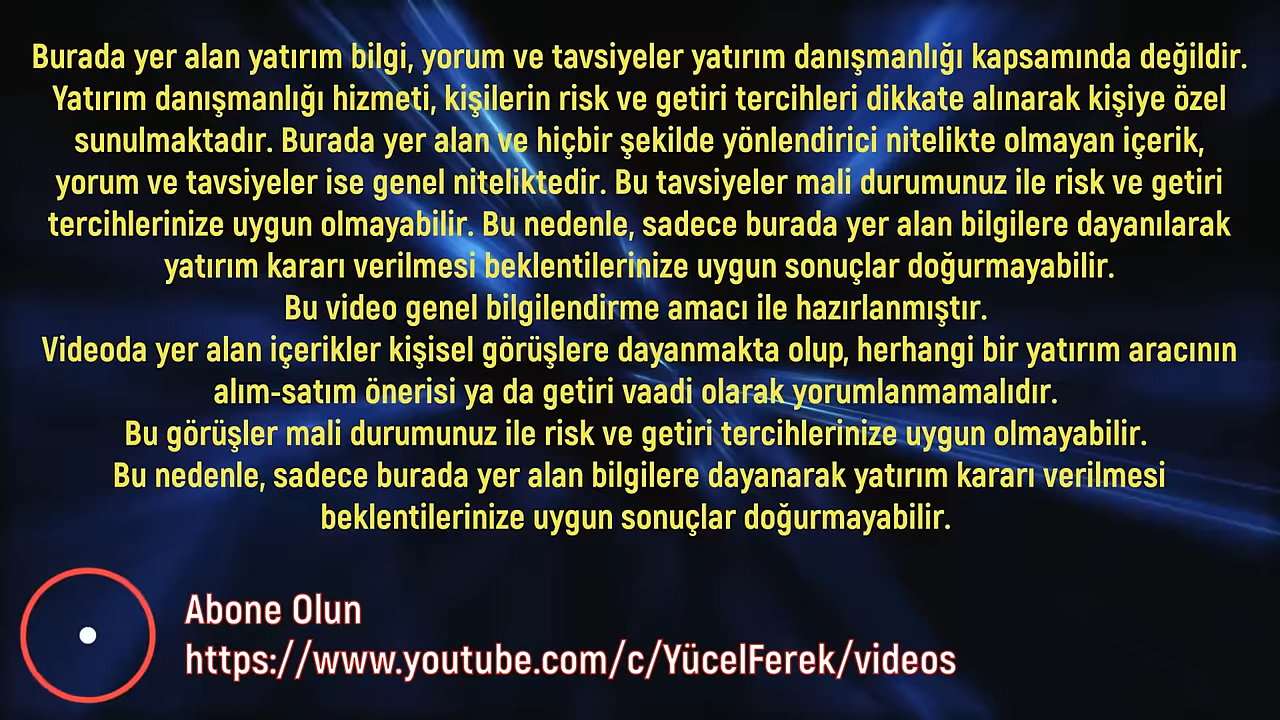 Burada yer alan yatırım bilgi, yorum ve tavsiyeler yatırım danışmanlığı kapsamında değildir.
Yatırım danışmanlığı hizmeti, kişilerin risk ve getiri tercihleri dikkate alınarak kişiye özel
sunulmaktadır. Burada yer alan ve hiçbir şekilde yönlendirici nitelikte olmayan içerik,
yorum ve tavsiyeler ise genel niteliktedir. Bu tavsiyeler mali durumunuz ile risk ve getiri
tercihlerinize uygun olmayabilir. Bu nedenle, sadece burada yer alan bilgilere dayanılarak
yatırım kararı verilmesi beklentilerinize uygun sonuçlar doğurmayabilir.
Bu video genel bilgilendirme amacı ile hazırlanmıştır.
Videoda yer alan içerikler kişisel görüşlere dayanmakta olup, herhangi bir yatırım aracının
alım-satım önerisi ya da getiri vaadi olarak yorumlanmamalıdır.
Bu görüşler mali durumunuz ile risk ve getiri tercihlerinize uygun olmayabilir.
Bu nedenle, sadece burada yer alan bilgilere dayanarak yatırım kararı verilmesi
beklentilerinize uygun sonuçlar doğurmayabilir.
Abone Olun
https://www.youtube.com/c/YücelFerek/videos